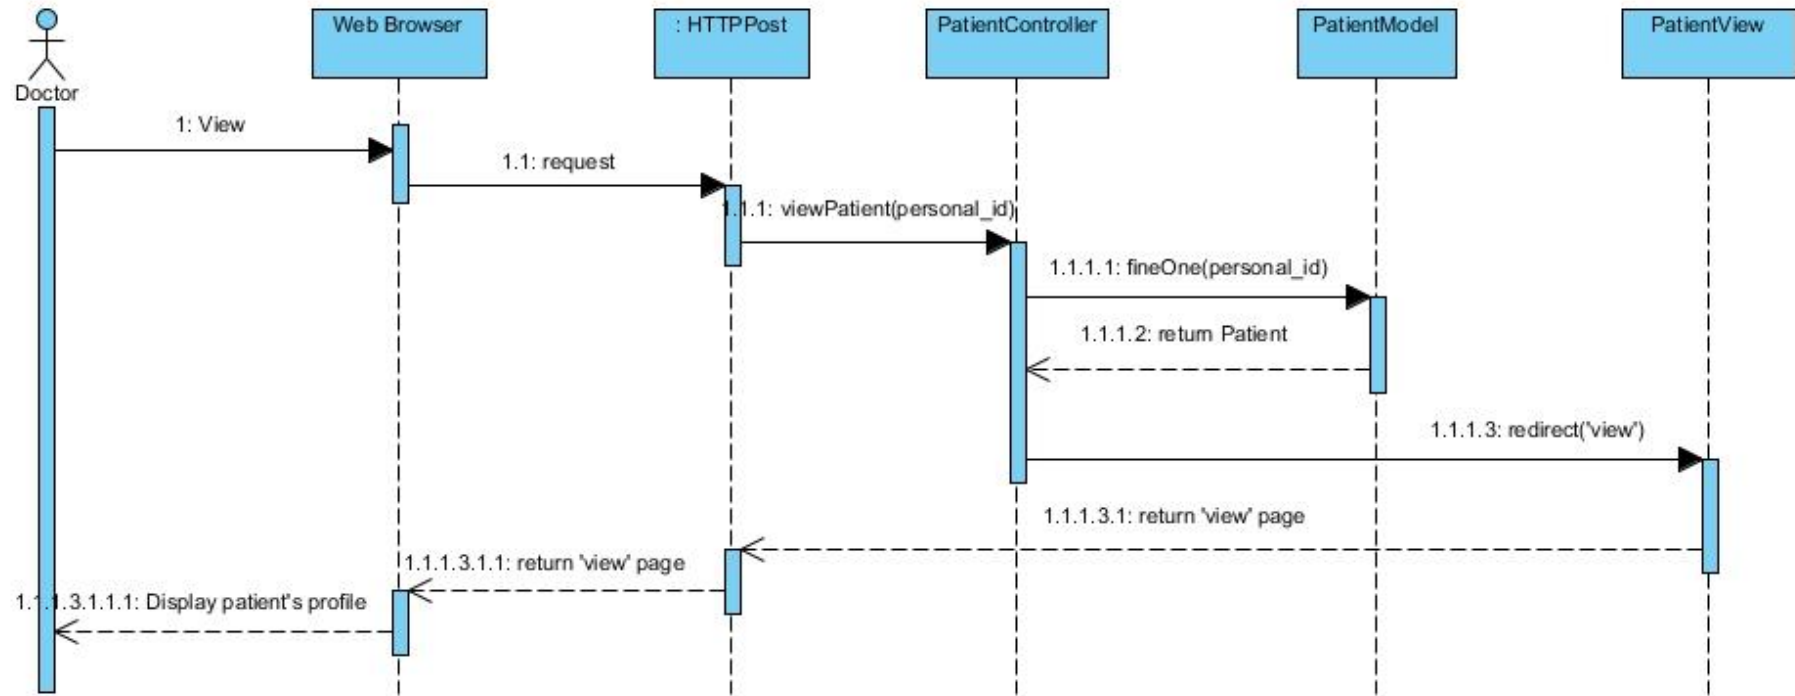 Web Browser
: HTTPPost
PatientController
PatientModel
PatientView
Doctor
1: View
1.1: request
1.1.1: viewPatient(personal_id)
1.1.1.1: fineOne(personal_id)
1.1.1.2: return Patient
1.1.1.3: redirect('view')
1.1.1.3.1: return 'view' page
1.1.1.3.1.1: return 'view' page
1.1.1.3.1.1.1: Display patient's profile